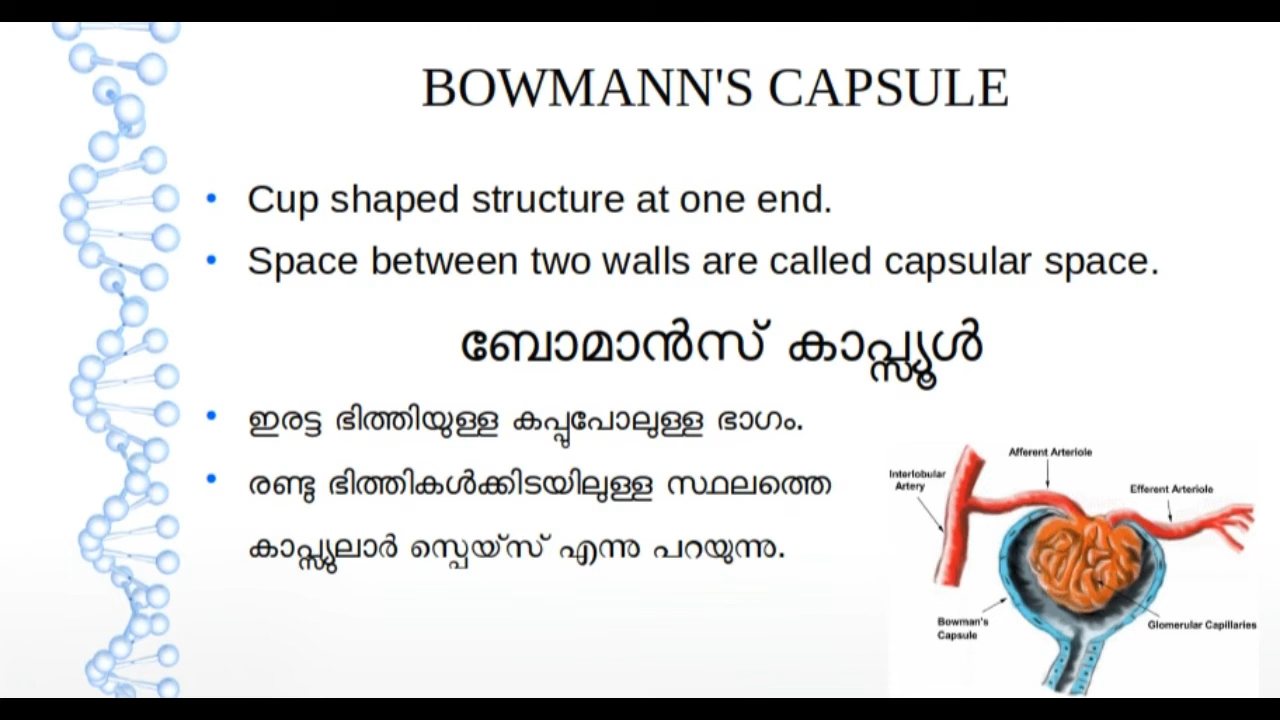 BOWMANN'S CAPSULE
• Cup shaped structure at one end.
• Space between two walls are called capsular space.
ബോമാൻസ് കാപ്സ്യൂൾ
• ഇരട്ട ഭിത്തിയുള്ള കപ്പുപോലുള്ള ഭാഗം.
• രണ്ടു ഭിത്തികൾക്കിടയിലുള്ള സ്ഥലത്തെ
കാപ്സ്യുലാർ സ്പെയ്സ് എന്നു പറയുന്നു.
Afferent Arteriole
Interlobular
Artery
Efferent Arteriole
Bowman's
Capsule
Glomerular Capillaries